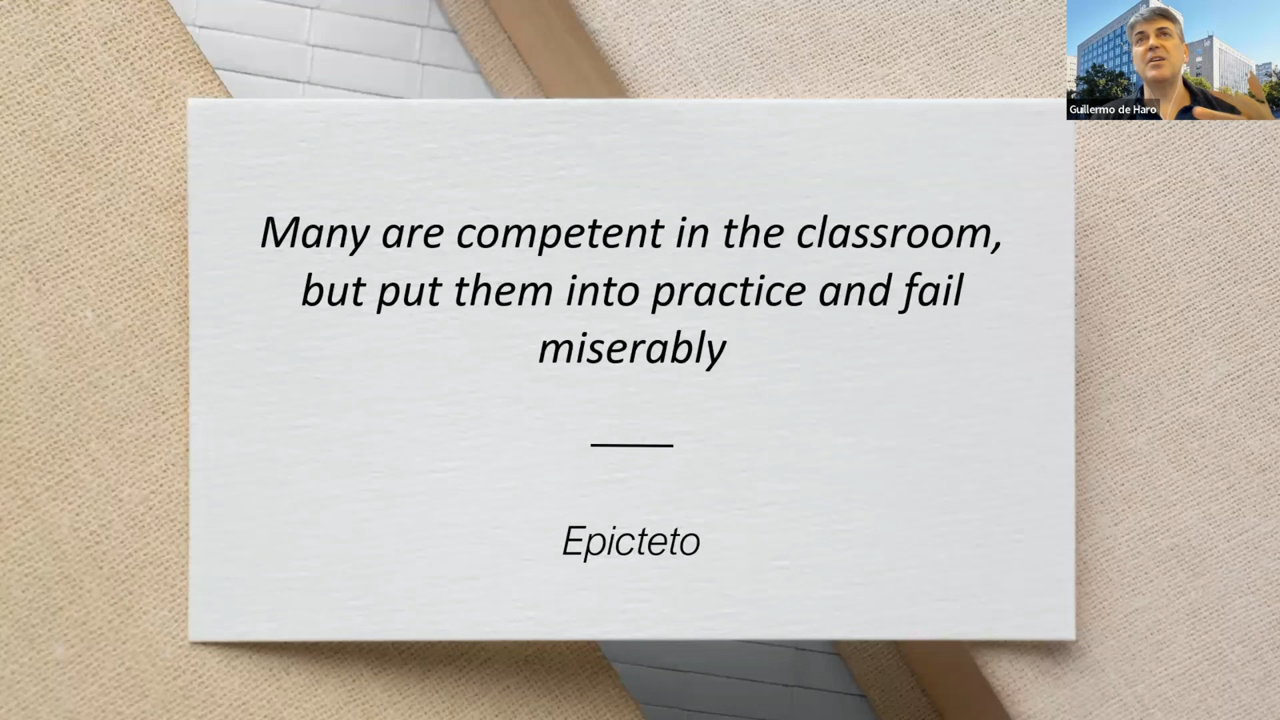 Guillermo de Haro
Many are competent in the classroom,
but put them into practice and fail
miserably
Epicteto